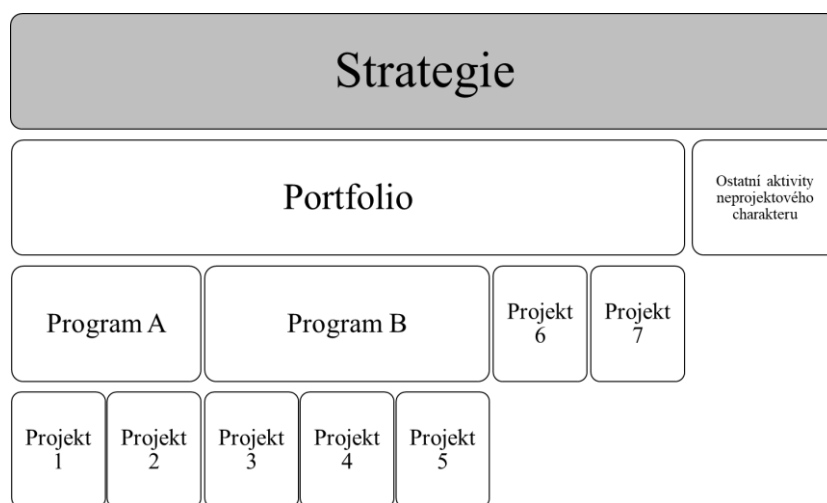 Strategie
Portfolio
Ostatní aktivity
neprojektového
charakteru
Program A
Program B
Projekt
6
Projekt
7
Projekt
1
Projekt
2
Projekt
3
Projekt
4
Projekt
5